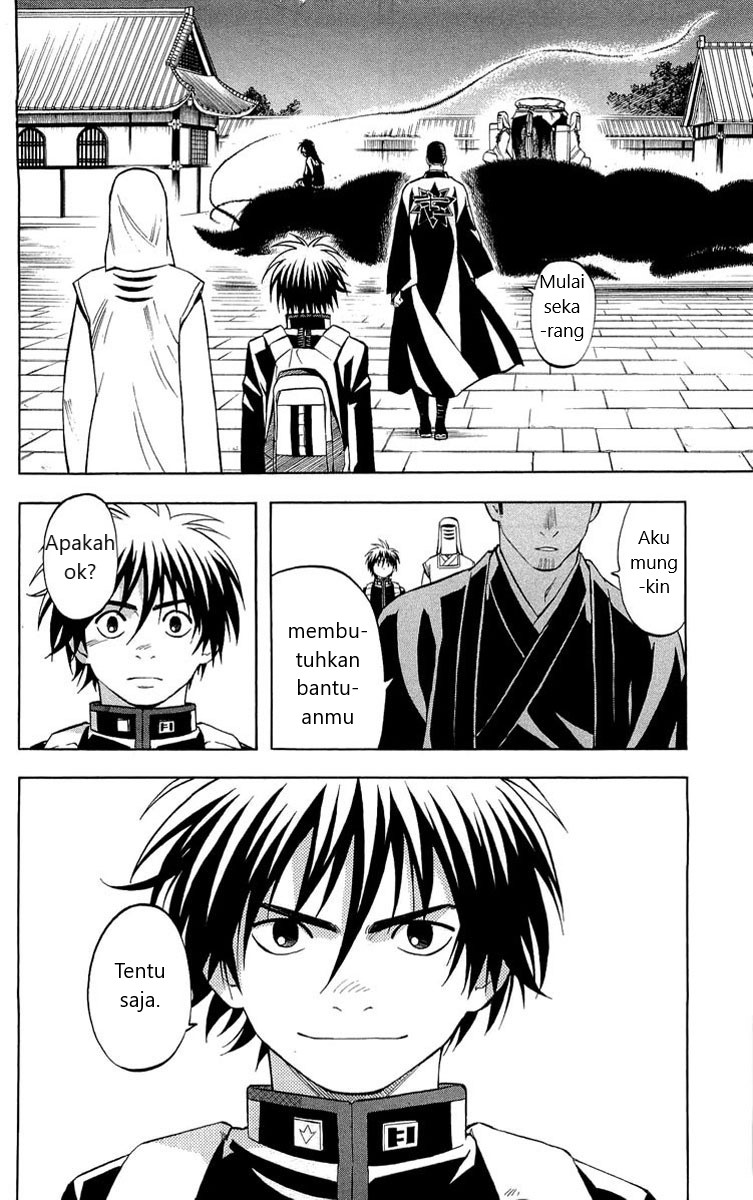 Mulai
seka
-rang
Aku
mung
-kin
membu-
tuhkan
bantu-
anmu
Apakah
ok?
Tentu
saja.